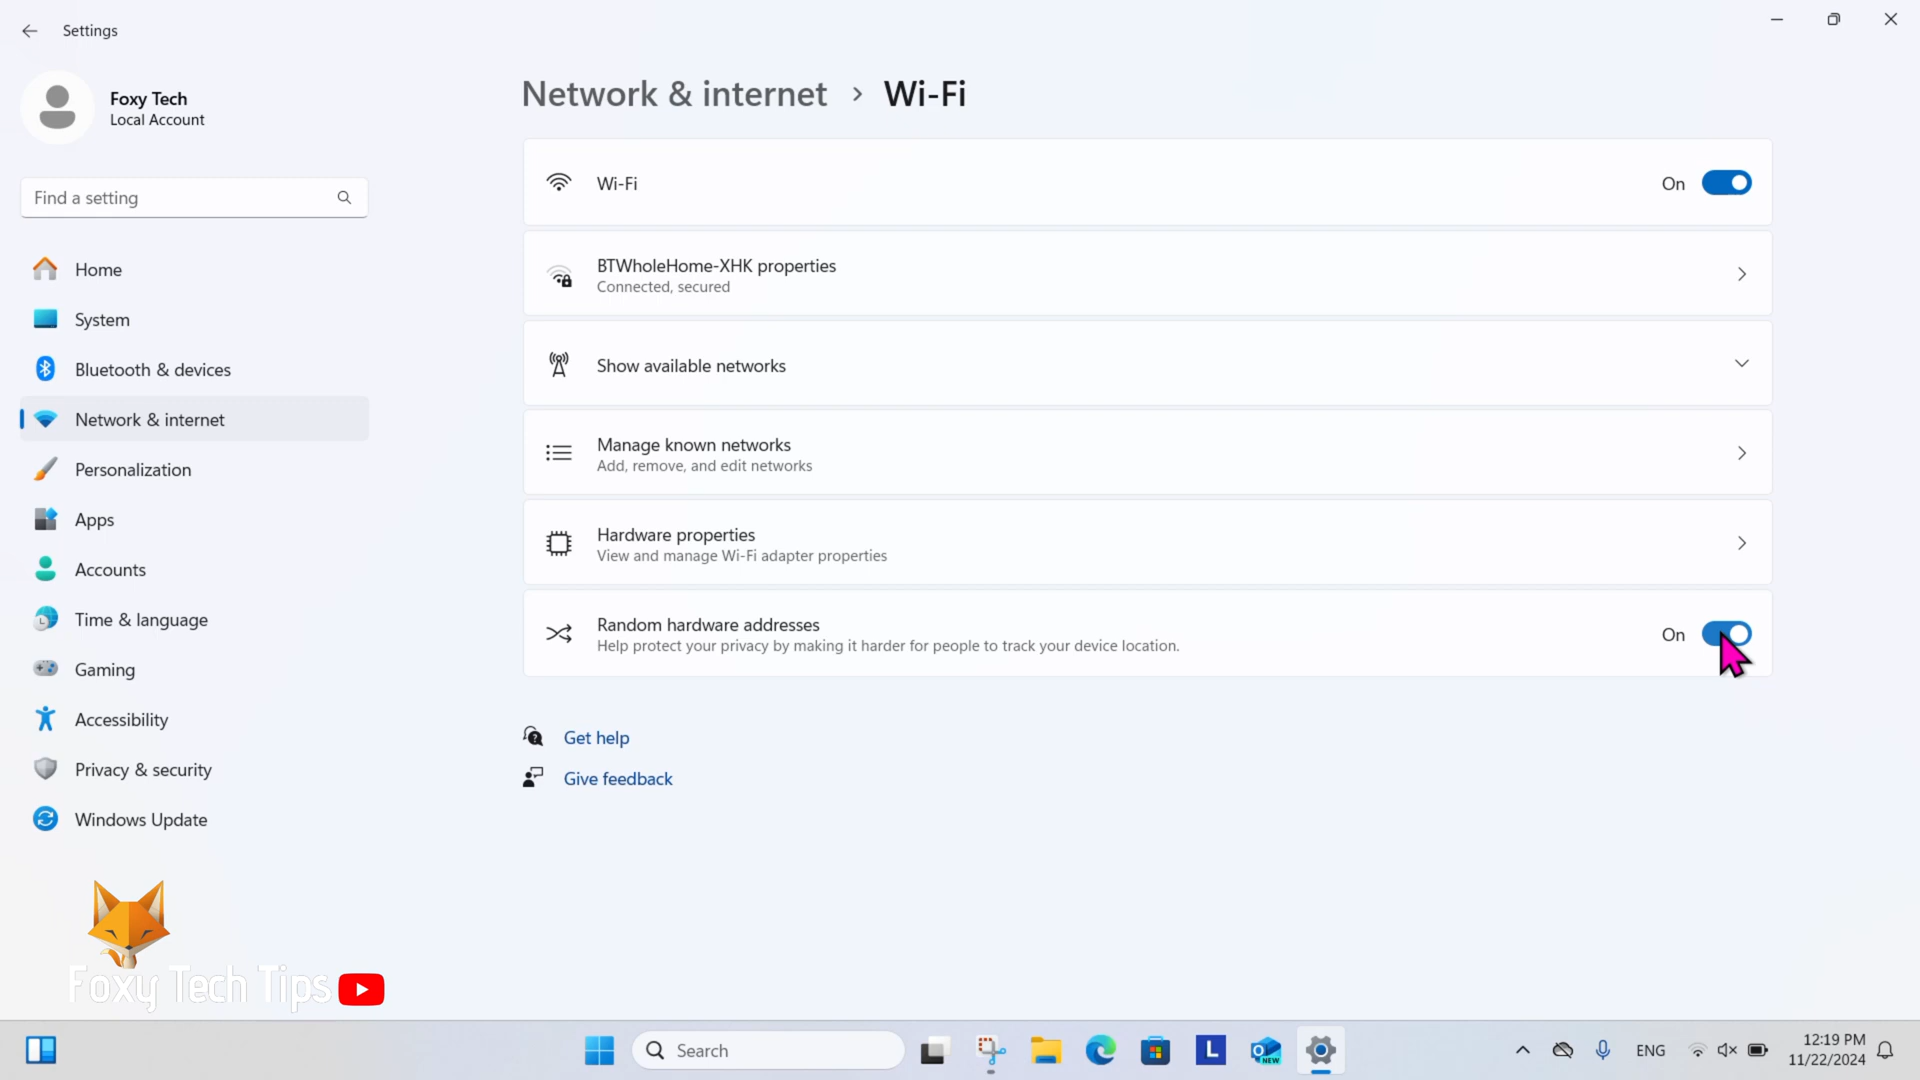 Settings
Foxy Tech
Local Account
Find a setting
Home
System
Bluetooth & devices
Network & internet
Personalization
Apps
Accounts
Time & language
Gaming
Accessibility
Privacy & security
Windows Update
Network & internet > Wi-Fi
Wi-Fi
On
BTWholeHome-XHK properties
Connected, secured
Show available networks
Manage known networks
Add, remove, and edit networks
Hardware properties
View and manage Wi-Fi adapter properties
Random hardware addresses
Help protect your privacy by making it harder for people to track your device location.
On
Get help
Give feedback
Foxy Tech Tips
Search
L
NEW
ENG
12:19 PM
11/22/2024